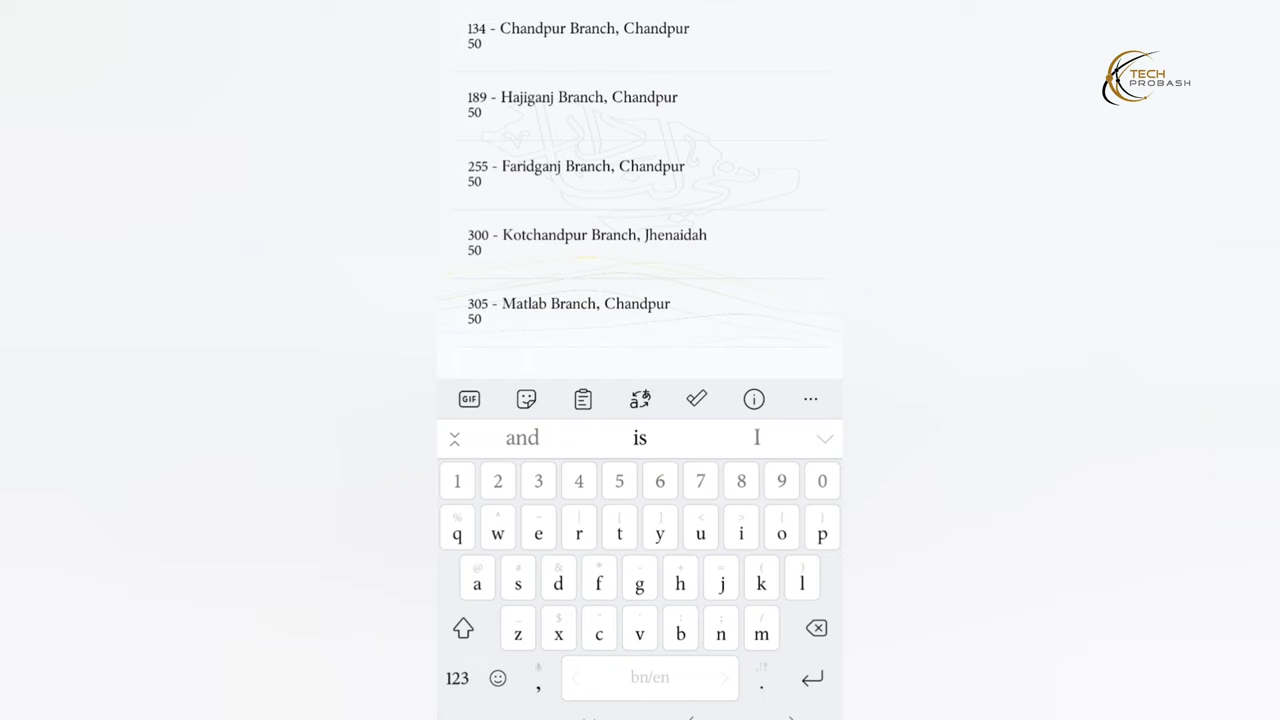 134 - Chandpur Branch, Chandpur
50
TECH
PROBASH
189 - Hajiganj Branch, Chandpur
50
255 - Faridganj Branch, Chandpur
50
300 - Kotchandpur Branch, Jhenaidah
50
305 - Matlab Branch, Chandpur
50
GIF
and is I
1 2 3 4 5 6 7 8 9 0
% ^ ~ | [ ] < > { }
q w e r t y u i o p
@ # & * - + = ( )
a s d f g h j k l
_ $ " ' : ; /
z x c v b n m
123 , bn/en .